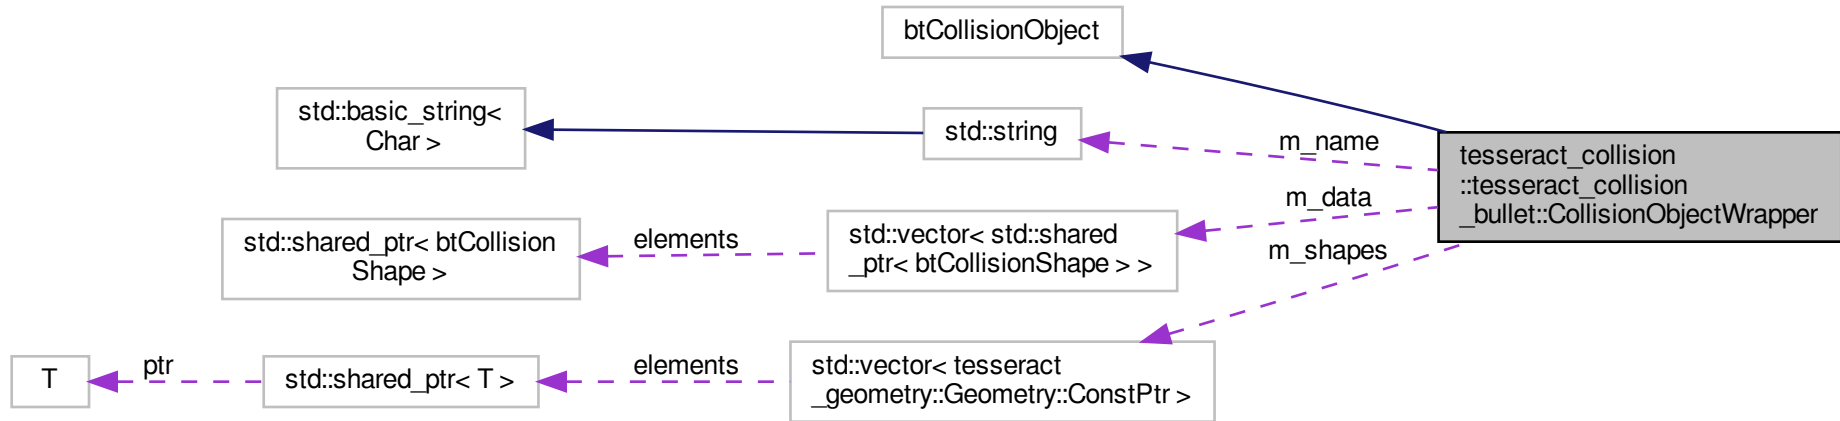 btCollisionObject
std::basic_string<
Char >
std::string
m_name
tesseract_collision
::tesseract_collision
_bullet::CollisionObjectWrapper
m_data
std::shared_ptr< btCollision
Shape >
elements
std::vector< std::shared
_ptr< btCollisionShape > >
m_shapes
T
ptr
std::shared_ptr< T >
elements
std::vector< tesseract
_geometry::Geometry::ConstPtr >